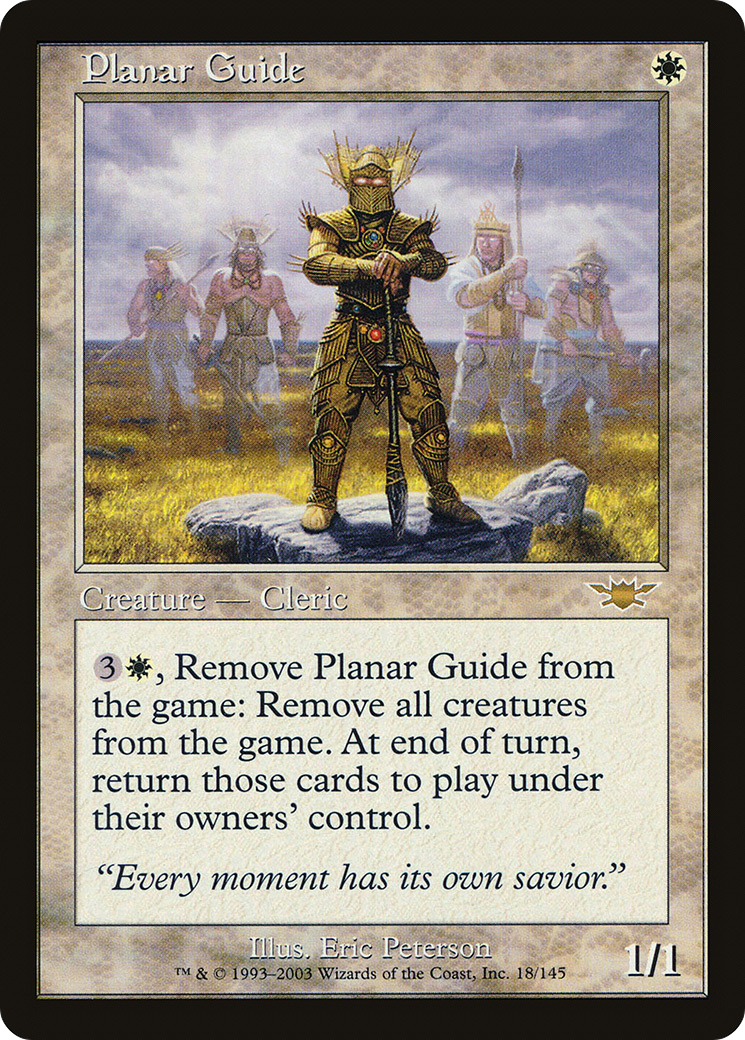 Planar Guide
Creature — Cleric
3, Remove Planar Guide from
the game: Remove all creatures
from the game. At end of turn,
return those cards to play under
their owners’ control.
“Every moment has its own savior.”
Illus. Eric Peterson
™ & © 1993–2003 Wizards of the Coast, Inc. 18/145
1/1